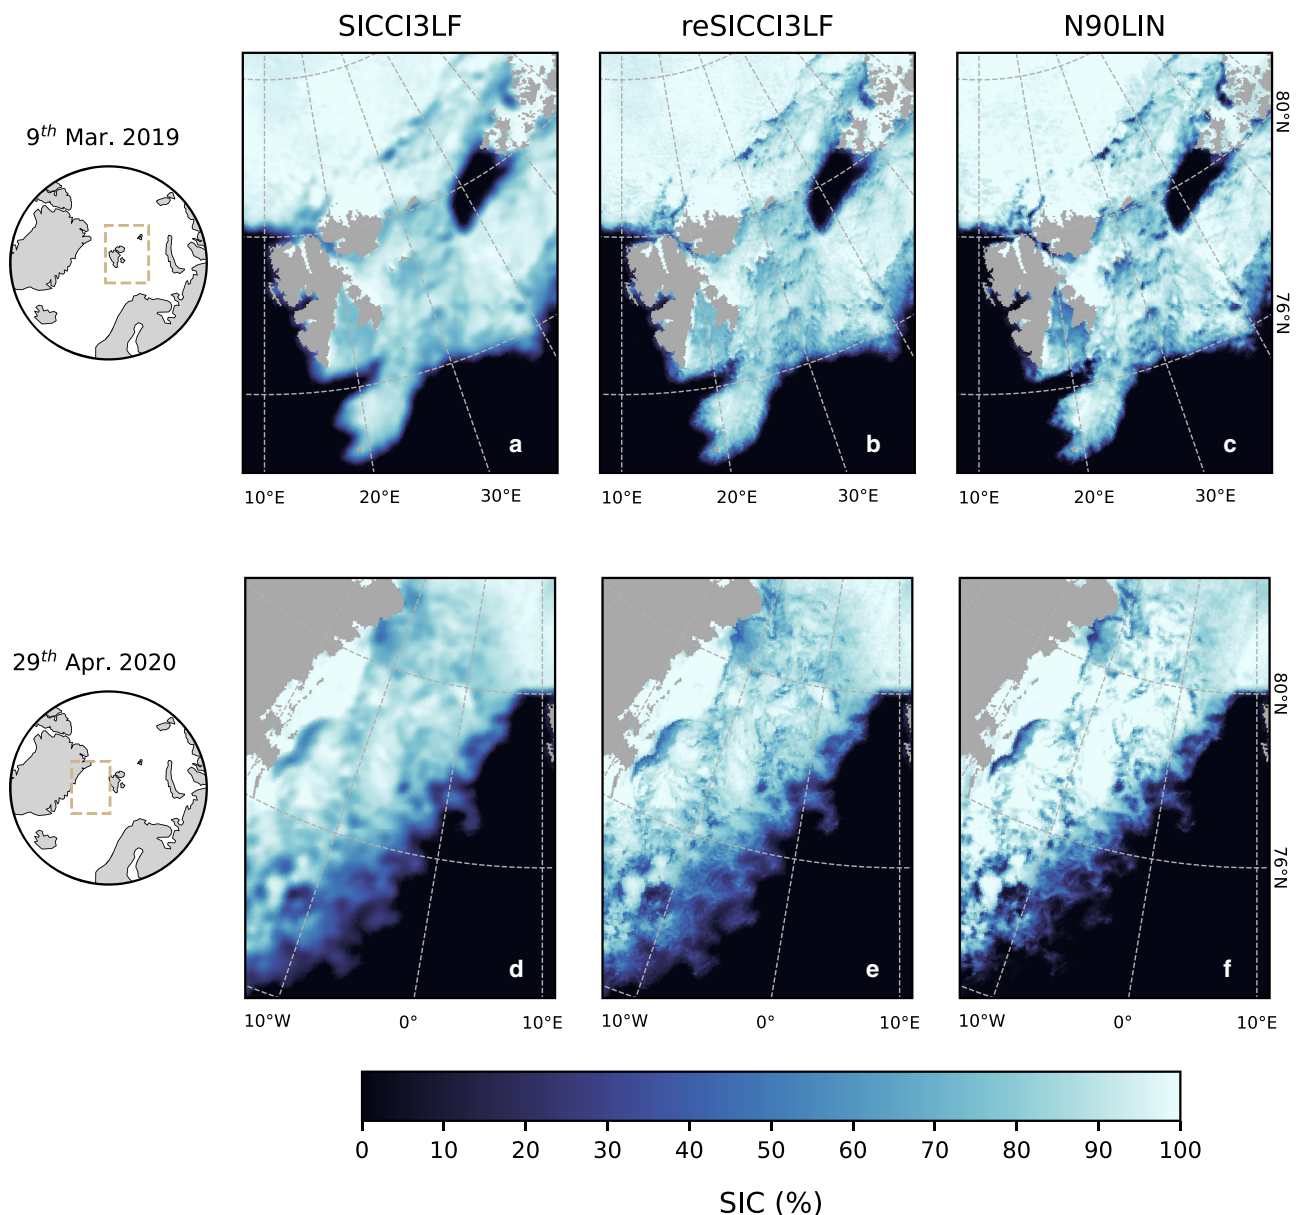 SICCI3LF reSICCI3LF N90LIN
9th Mar. 2019
80°N
76°N
a b c
10°E 20°E 30°E 10°E 20°E 30°E 10°E 20°E 30°E
29th Apr. 2020
80°N
76°N
d e f
10°W 0° 10°E 10°W 0° 10°E 10°W 0° 10°E
0 10 20 30 40 50 60 70 80 90 100
SIC (%)